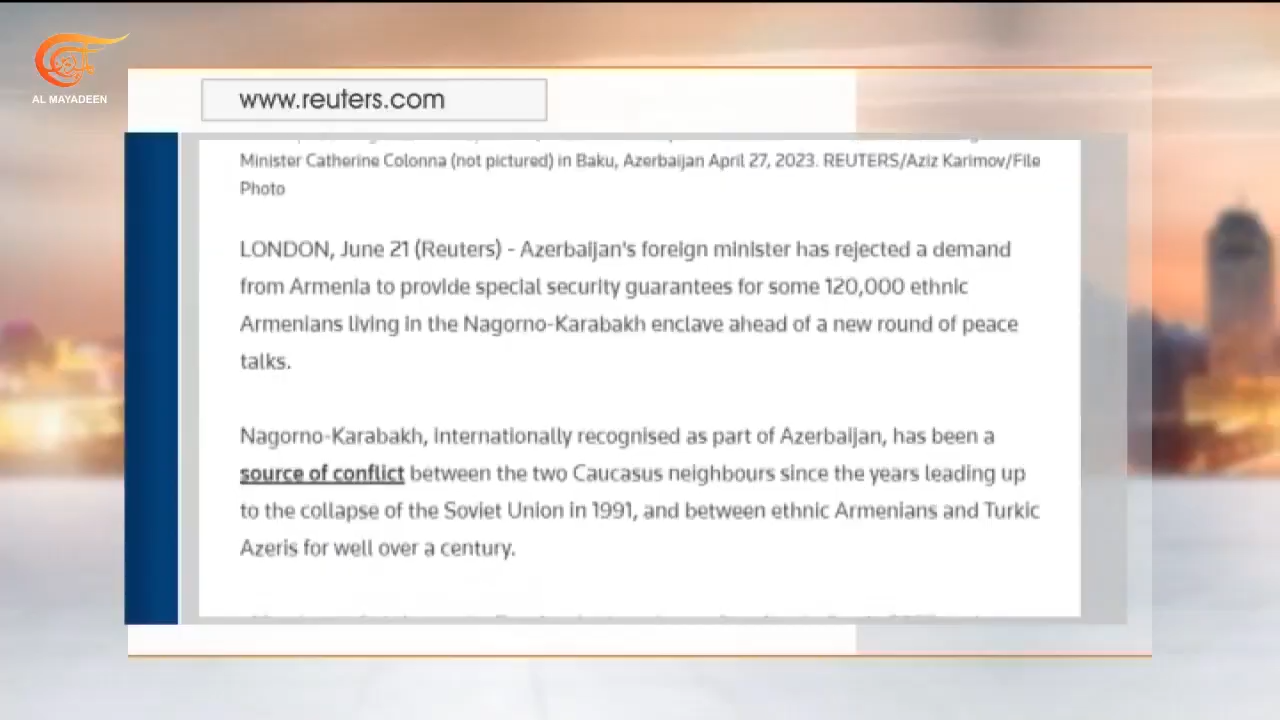 AL MAYADEEN
www.reuters.com
Minister Catherine Colonna (not pictured) in Baku, Azerbaijan April 27, 2023. REUTERS/Aziz Karimov/File
Photo
LONDON, June 21 (Reuters) - Azerbaijan's foreign minister has rejected a demand
from Armenia to provide special security guarantees for some 120,000 ethnic
Armenians living in the Nagorno-Karabakh enclave ahead of a new round of peace
talks.
Nagorno-Karabakh, internationally recognised as part of Azerbaijan, has been a
source of conflict between the two Caucasus neighbours since the years leading up
to the collapse of the Soviet Union in 1991, and between ethnic Armenians and Turkic
Azeris for well over a century.